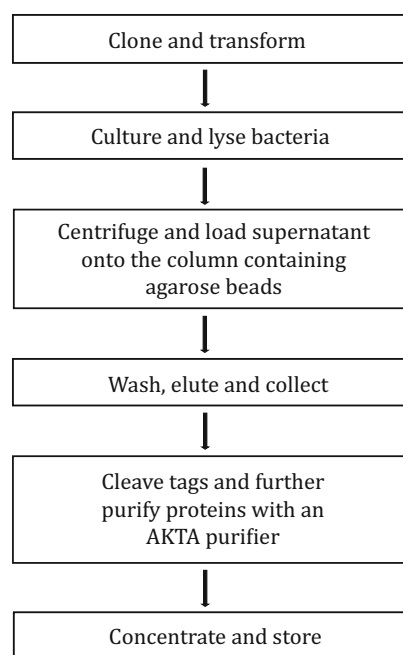 Clone and transform
Culture and lyse bacteria
Centrifuge and load supernatant
onto the column containing
agarose beads
Wash, elute and collect
Cleave tags and further
purify proteins with an
AKTA purifier
Concentrate and store